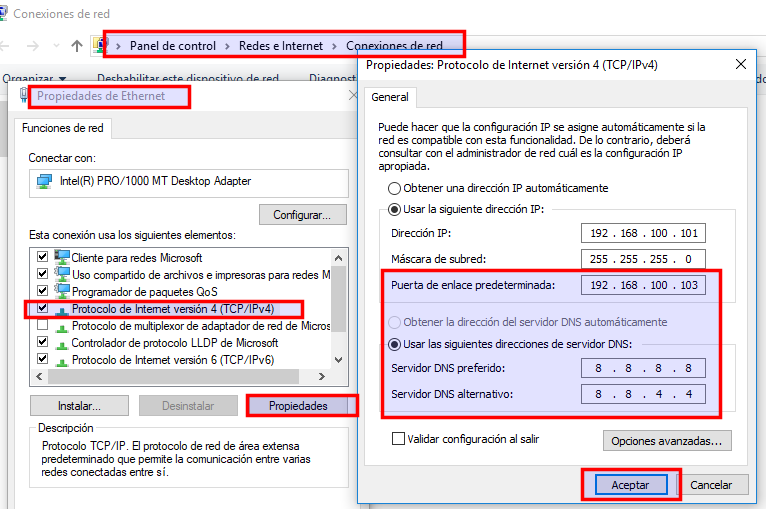 Conexiones de red
Panel de control > Redes e Internet > Conexiones de red
Organizar
Deshabilitar este dispositivo de red
Propiedades de Ethernet
Funciones de red
Conectar con:
Intel(R) PRO/1000 MT Desktop Adapter
Configurar...
Esta conexión usa los siguientes elementos:
Cliente para redes Microsoft
Uso compartido de archivos e impresoras para redes M
Programador de paquetes QoS
Protocolo de Internet versión 4 (TCP/IPv4)
Protocolo de multiplexor de adaptador de red de Micros
Controlador de protocolo LLDP de Microsoft
Protocolo de Internet versión 6 (TCP/IPv6)
Instalar...
Desinstalar
Propiedades
Descripción
Protocolo TCP/IP. El protocolo de red de área extensa
predeterminado que permite la comunicación entre varias
redes conectadas entre sí.
Propiedades: Protocolo de Internet versión 4 (TCP/IPv4)
General
Puede hacer que la configuración IP se asigne automáticamente si la
red es compatible con esta funcionalidad. De lo contrario, deberá
consultar con el administrador de red cuál es la configuración IP
apropiada.
Obtener una dirección IP automáticamente
Usar la siguiente dirección IP:
Dirección IP: 192 . 168 . 100 . 101
Máscara de subred: 255 . 255 . 255 . 0
Puerta de enlace predeterminada: 192 . 168 . 100 . 103
Obtener la dirección del servidor DNS automáticamente
Usar las siguientes direcciones de servidor DNS:
Servidor DNS preferido: 8 . 8 . 8 . 8
Servidor DNS alternativo: 8 . 8 . 4 . 4
Validar configuración al salir
Opciones avanzadas...
Aceptar
Cancelar